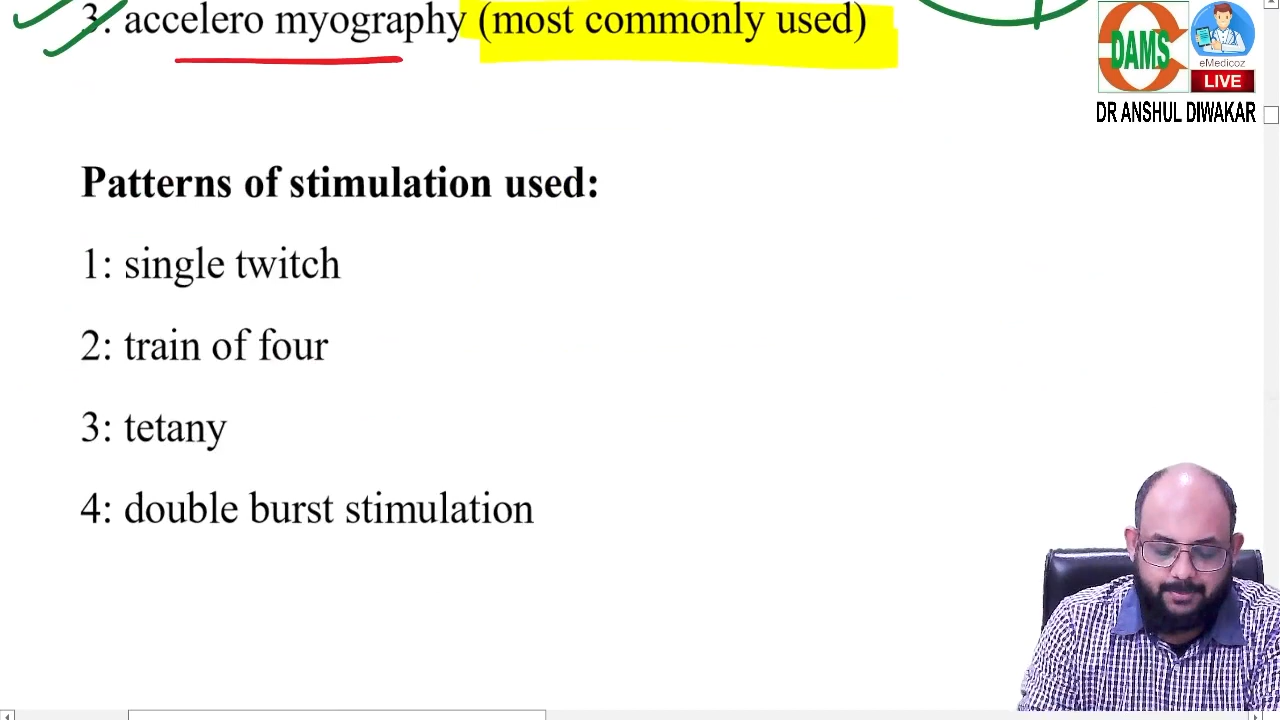 3: accelero myography (most commonly used)
DAMS
eMedicoz
LIVE
DR ANSHUL DIWAKAR
Patterns of stimulation used:
1: single twitch
2: train of four
3: tetany
4: double burst stimulation